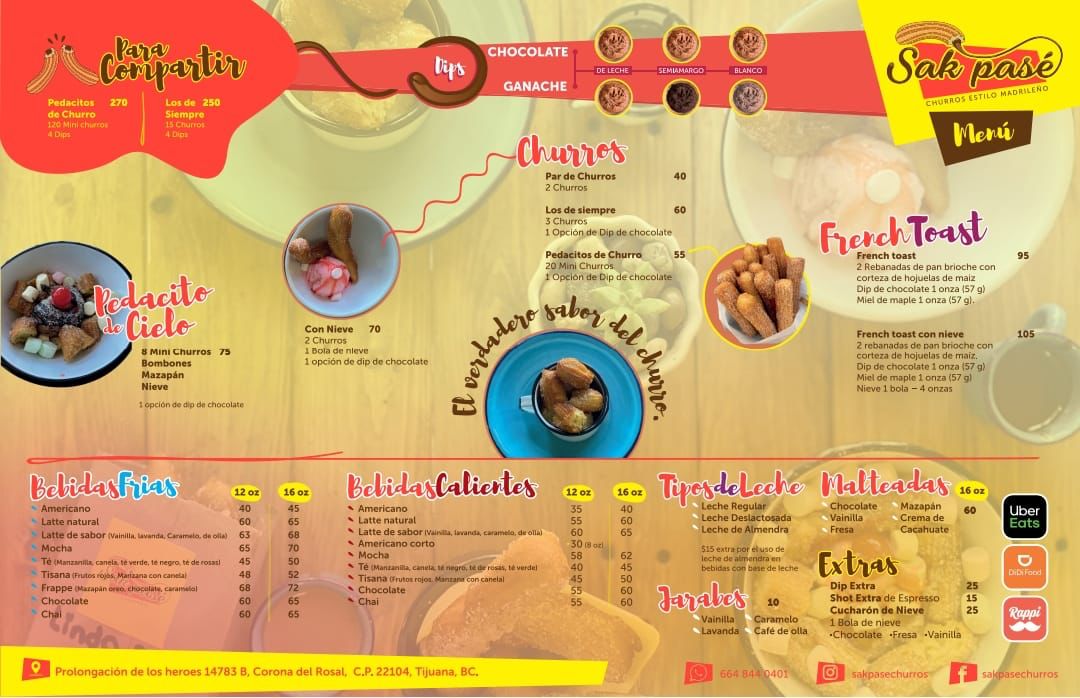 Para
Compartir
Pedacitos de Churro 270
120 Mini churros
4 Dips
Los de Siempre 250
15 Churros
4 Dips
Dips
CHOCOLATE
GANACHE
DE LECHE SEMIAMARGO BLANCO
Sak pasé
CHURROS ESTILO MADRILEÑO
Menú
Churros
Par de Churros 40
2 Churros
Los de siempre 60
3 Churros
1 Opción de Dip de chocolate
Pedacitos de Churro 55
20 Mini Churros
1 Opción de Dip de chocolate
Con Nieve 70
2 Churros
1 Bola de nieve
1 opción de dip de chocolate
Pedacito
de Cielo
8 Mini Churros 75
Bombones
Mazapán
Nieve
1 opción de dip de chocolate
El verdadero sabor del churro.
French Toast
French toast 95
2 Rebanadas de pan brioche con
corteza de hojuelas de maiz
Dip de chocolate 1 onza (57 g)
Miel de maple 1 onza (57 g).
French toast con nieve 105
2 rebanadas de pan brioche con
corteza de hojuelas de maíz.
Dip de chocolate 1 onza (57 g)
Miel de maple 1 onza (57 g)
Nieve 1 bola – 4 onzas
BebidasFrias 12 oz 16 oz
Americano 40 45
Latte natural 60 65
Latte de sabor (Vainilla, lavanda, Caramelo, de olla) 63 68
Mocha 65 70
Té (Manzanilla, canela, té verde, té negro, té de rosas) 45 50
Tisana (Frutos rojos, Manzana con canela) 48 52
Frappe (Mazapán oreo, chocolate, caramelo) 68 72
Chocolate 60 65
Chai 60 65
BebidasCalientes 12 oz 16 oz
Americano 35 40
Latte natural 55 60
Latte de sabor (Vainilla, lavanda, caramelo, de olla) 60 65
Americano corto 30 (8 oz)
Mocha 58 62
Té (Manzanilla, canela, té negro, té de rosas, té verde) 40 45
Tisana (Frutos rojos, Manzana con canela) 45 50
Chocolate 55 60
Chai 55 60
TiposdeLeche
Leche Regular
Leche Deslactosada
Leche de Almendra
$15 extra por el uso de
leche de almendra en
bebidas con base de leche
Jarabes 10
Vainilla Caramelo
Lavanda Café de olla
Malteadas 16 oz
60
Chocolate
Vainilla
Fresa
Mazapán
Crema de
Cacahuate
Extras
Dip Extra 25
Shot Extra de Espresso 15
Cucharón de Nieve 25
1 Bola de nieve
•Chocolate •Fresa •Vainilla
Uber
Eats
DiDi Food
Rappi
Prolongación de los heroes 14783 B, Corona del Rosal, C.P. 22104, Tijuana, BC.
664 844 0401
sakpasechurros
sakpasechurros